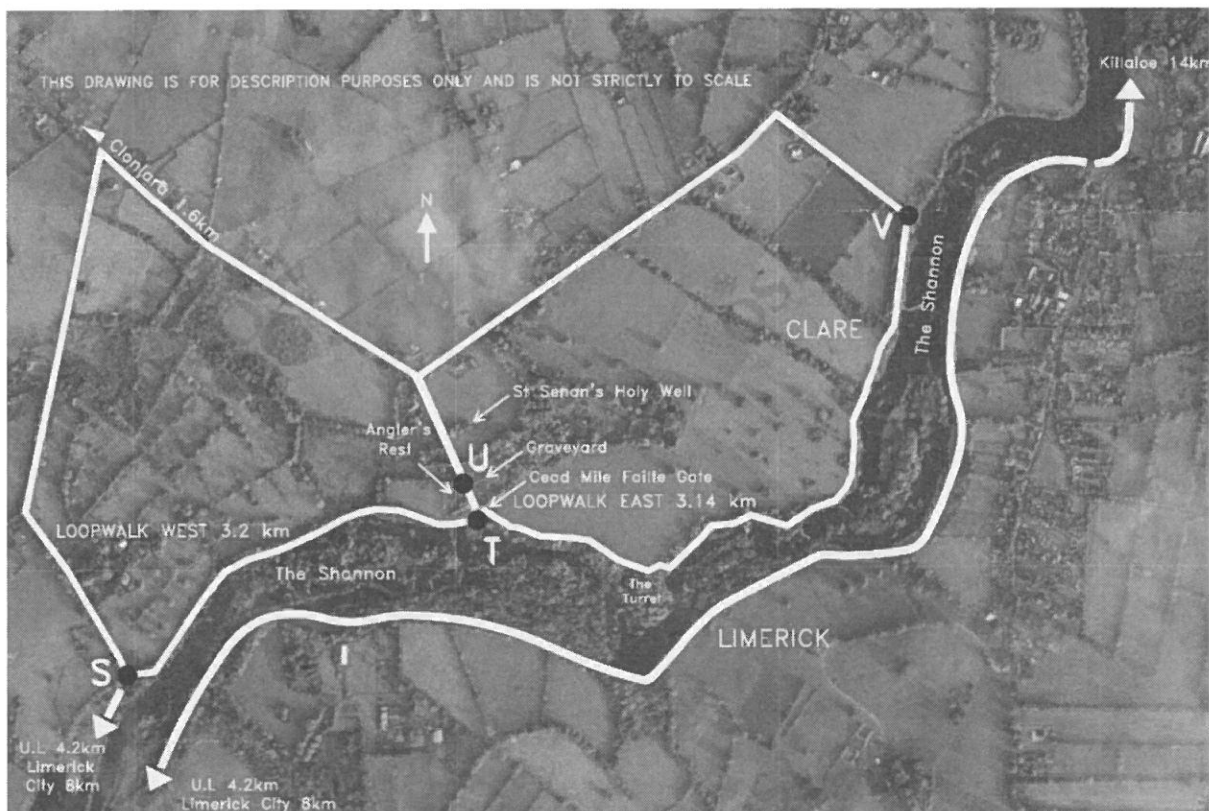 THIS DRAWING IS FOR DESCRIPTION PURPOSES ONLY AND IS NOT STRICTLY TO SCALE
Killaloe 14km
Clonlara 1.6km
N
V
The Shannon
CLARE
St Senan's Holy Well
Angler's
Rest
U
Graveyard
Cead Mile Failte Gate
LOOPWALK EAST 3.14 km
LOOPWALK WEST 3.2 km
T
The Shannon
The
Turret
LIMERICK
S
U.L 4.2km
Limerick
City 8km
U.L 4.2km
Limerick City 8km